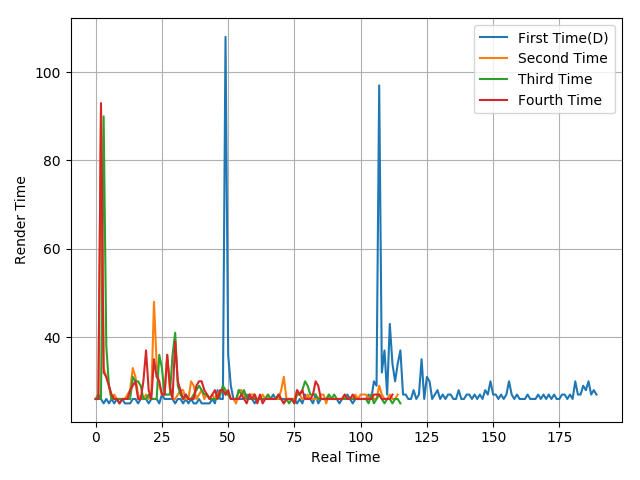 First Time(D)
Second Time
Third Time
Fourth Time
100
80
60
40
Render Time
0
25
50
75
100
125
150
175
Real Time